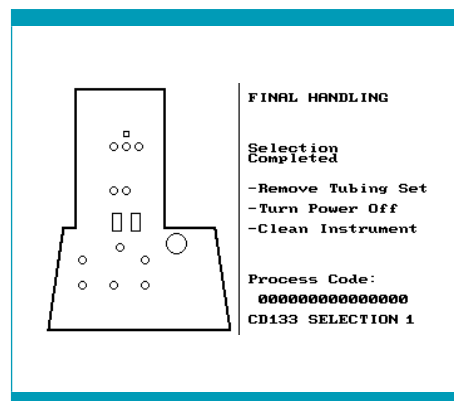 FINAL HANDLING
Selection
Completed
-Remove Tubing Set
-Turn Power Off
-Clean Instrument
Process Code:
000000000000000
CD133 SELECTION 1